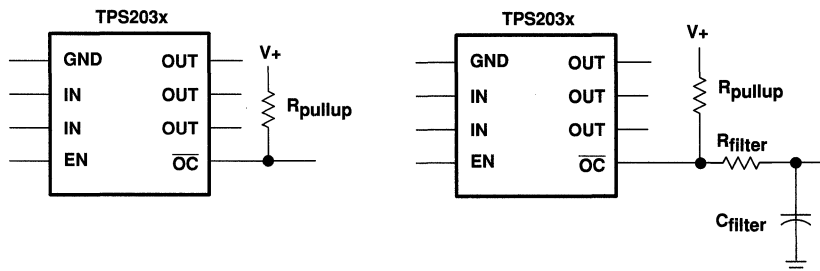 TPS203x
GND OUT
IN OUT
IN OUT
EN OC
V+
Rpullup
TPS203x
GND OUT
IN OUT
IN OUT
EN OC
V+
Rpullup
Rfilter
Cfilter